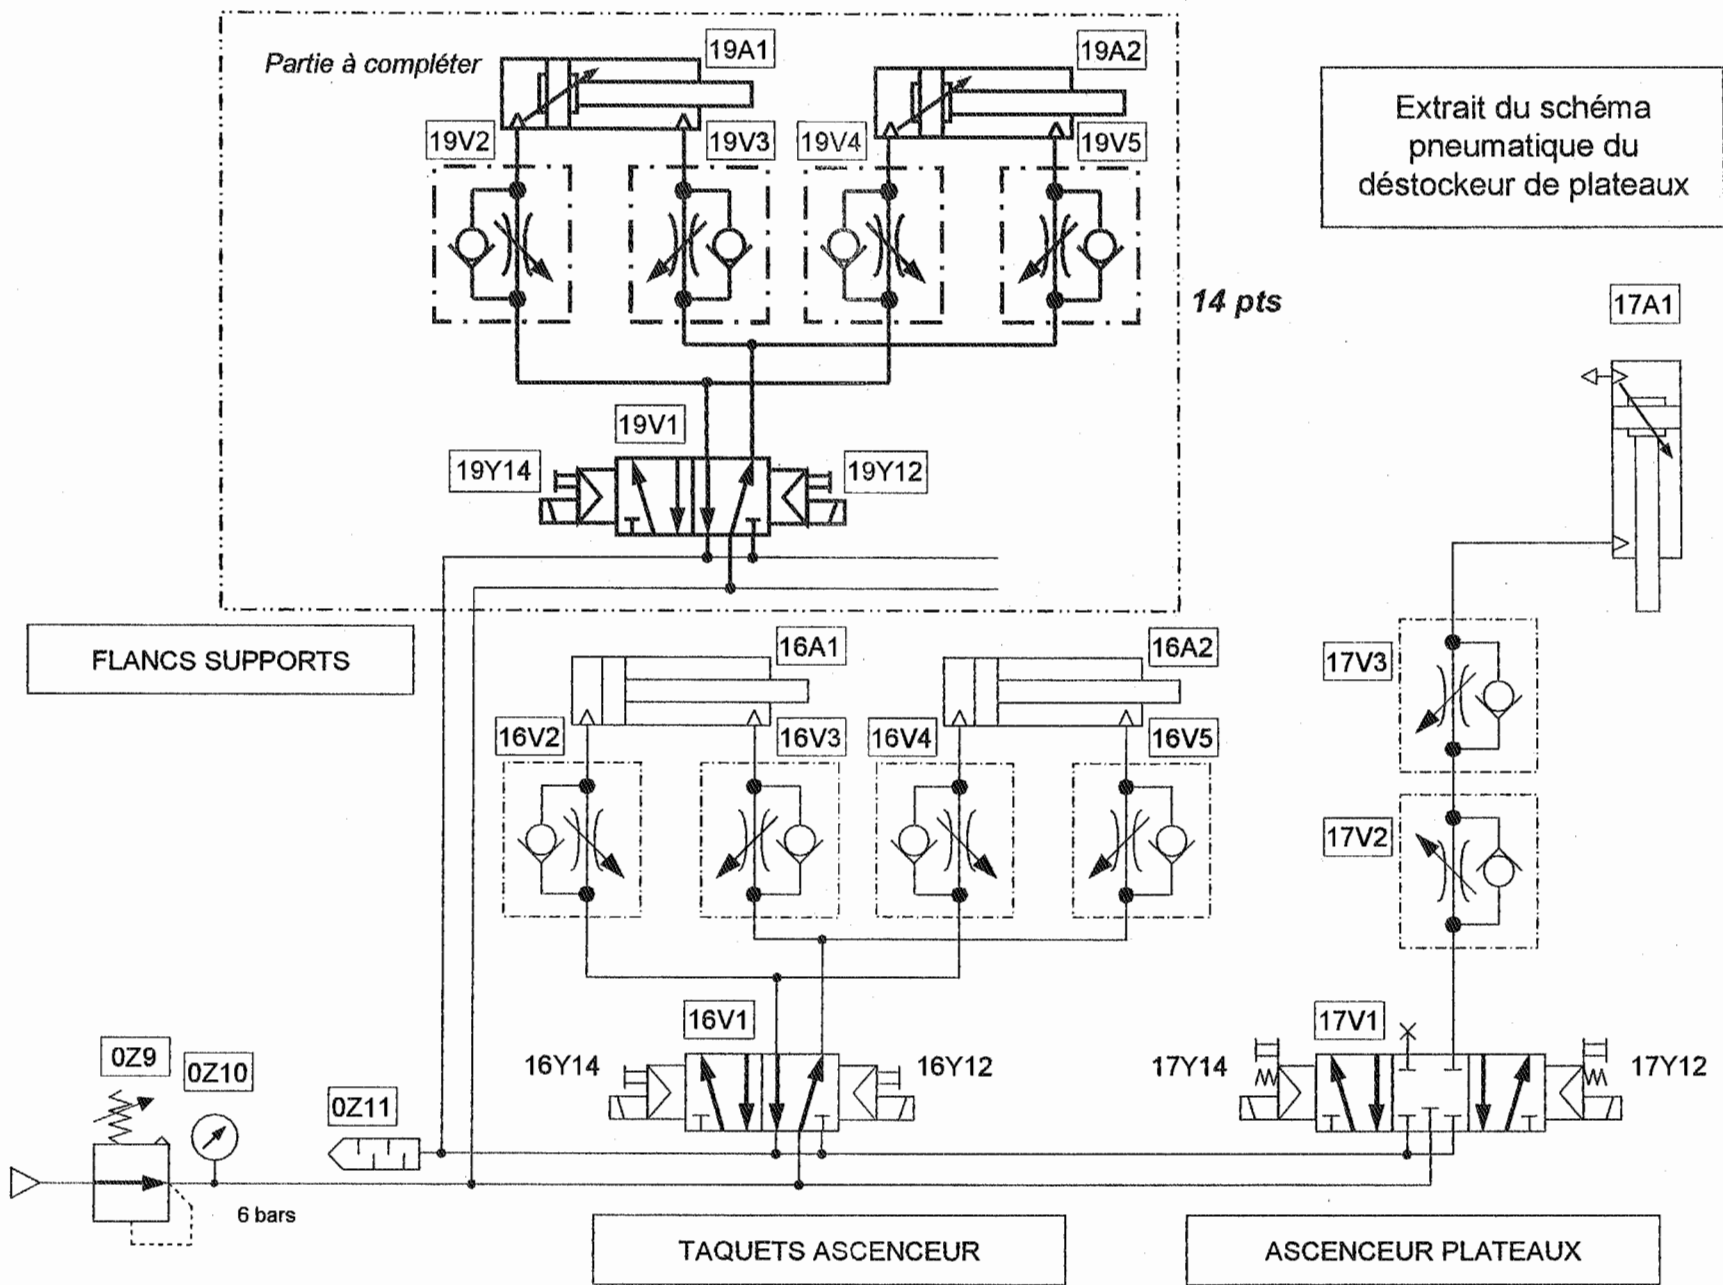 Partie à compléter
19A1
19A2
Extrait du schéma
pneumatique du
déstockeur de plateaux
19V2
19V3
19V4
19V5
14 pts
17A1
19V1
19Y14
19Y12
FLANCS SUPPORTS
16A1
16A2
17V3
16V2
16V3
16V4
16V5
17V2
16V1
17V1
0Z9
0Z10
16Y14
16Y12
17Y14
17Y12
0Z11
6 bars
TAQUETS ASCENCEUR
ASCENCEUR PLATEAUX